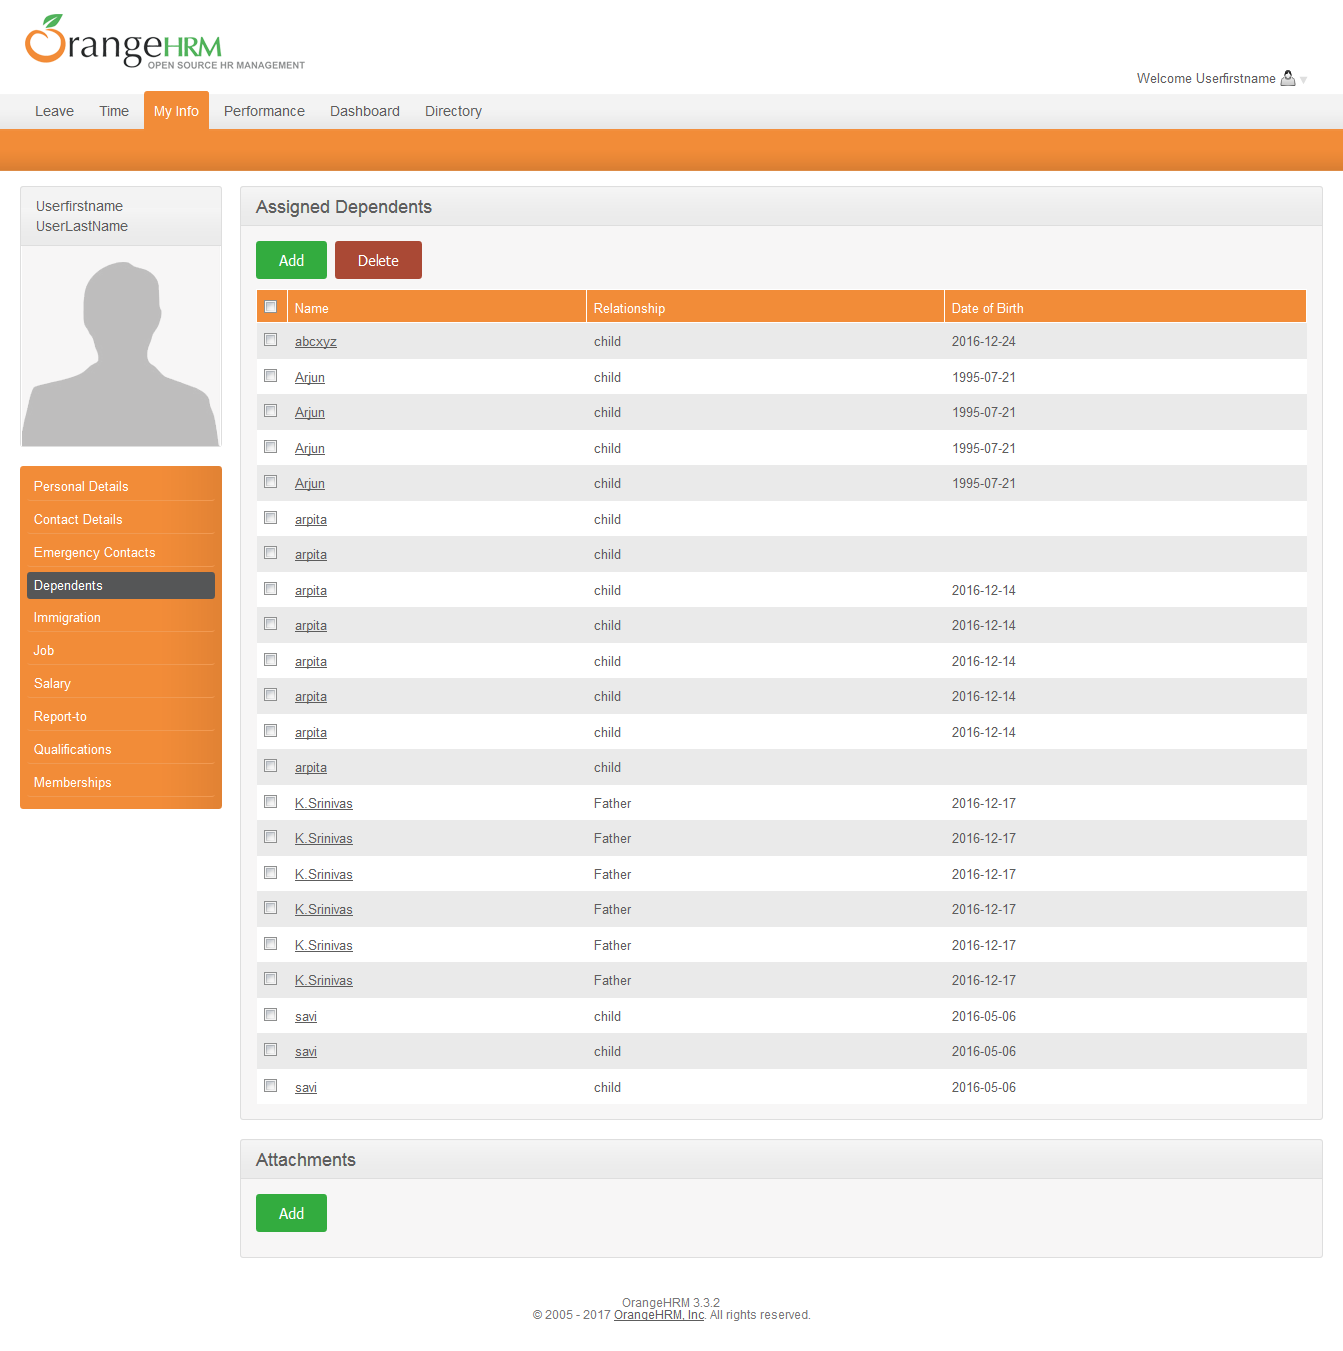 OrangeHRM
OPEN SOURCE HR MANAGEMENT
Welcome Userfirstname
Leave Time My Info Performance Dashboard Directory
Userfirstname
UserLastName
Personal Details
Contact Details
Emergency Contacts
Dependents
Immigration
Job
Salary
Report-to
Qualifications
Memberships
Assigned Dependents
Add Delete
Name Relationship Date of Birth
abcxyz child 2016-12-24
Arjun child 1995-07-21
Arjun child 1995-07-21
Arjun child 1995-07-21
Arjun child 1995-07-21
arpita child
arpita child
arpita child 2016-12-14
arpita child 2016-12-14
arpita child 2016-12-14
arpita child 2016-12-14
arpita child 2016-12-14
arpita child
K.Srinivas Father 2016-12-17
K.Srinivas Father 2016-12-17
K.Srinivas Father 2016-12-17
K.Srinivas Father 2016-12-17
K.Srinivas Father 2016-12-17
K.Srinivas Father 2016-12-17
savi child 2016-05-06
savi child 2016-05-06
savi child 2016-05-06
Attachments
Add
OrangeHRM 3.3.2
© 2005 - 2017 OrangeHRM, Inc. All rights reserved.